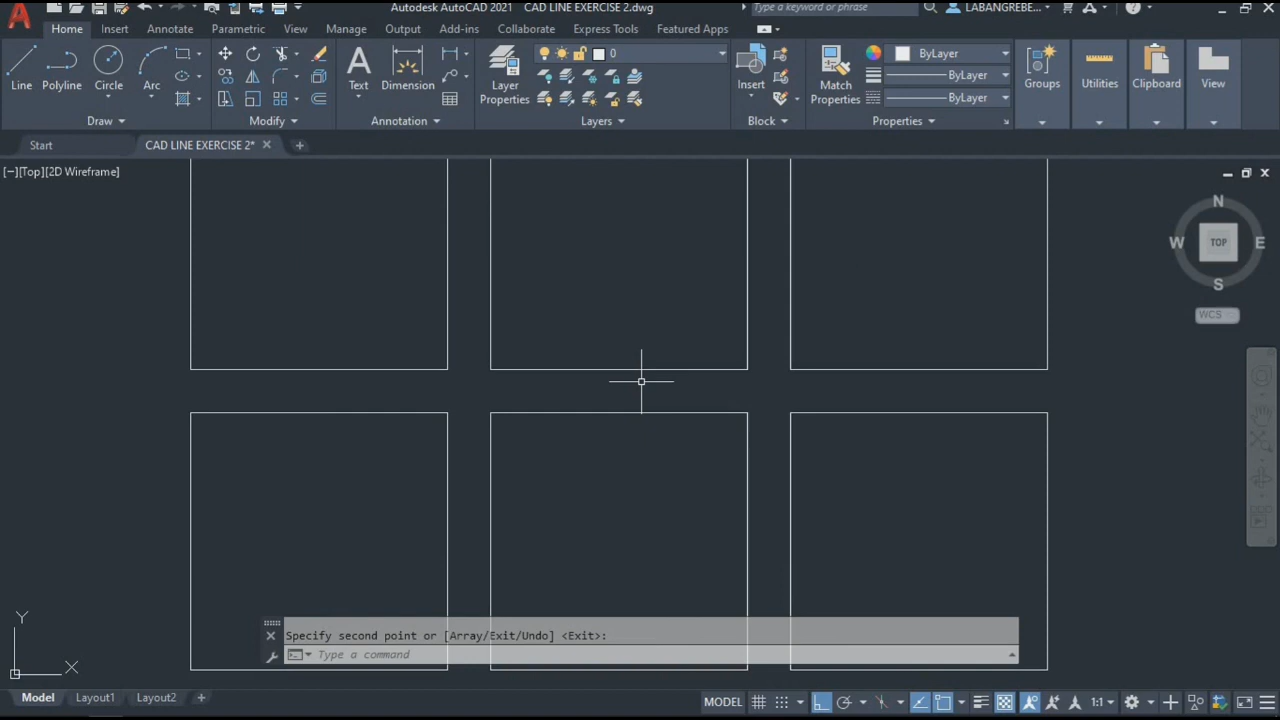 Autodesk AutoCAD 2021 CAD LINE EXERCISE 2.dwg
Type a keyword or phrase
LABANGREBE...
Home Insert Annotate Parametric View Manage Output Add-ins Collaborate Express Tools Featured Apps
Line Polyline Circle Arc
Text Dimension
Layer Properties
0
Insert
Match Properties
ByLayer
ByLayer
ByLayer
Groups Utilities Clipboard View
Draw Modify Annotation Layers Block Properties
Start CAD LINE EXERCISE 2*
[−][Top][2D Wireframe]
N
W TOP E
S
WCS
Y
X
Specify second point or [Array/Exit/Undo] <Exit>:
Type a command
Model Layout1 Layout2
MODEL 1:1